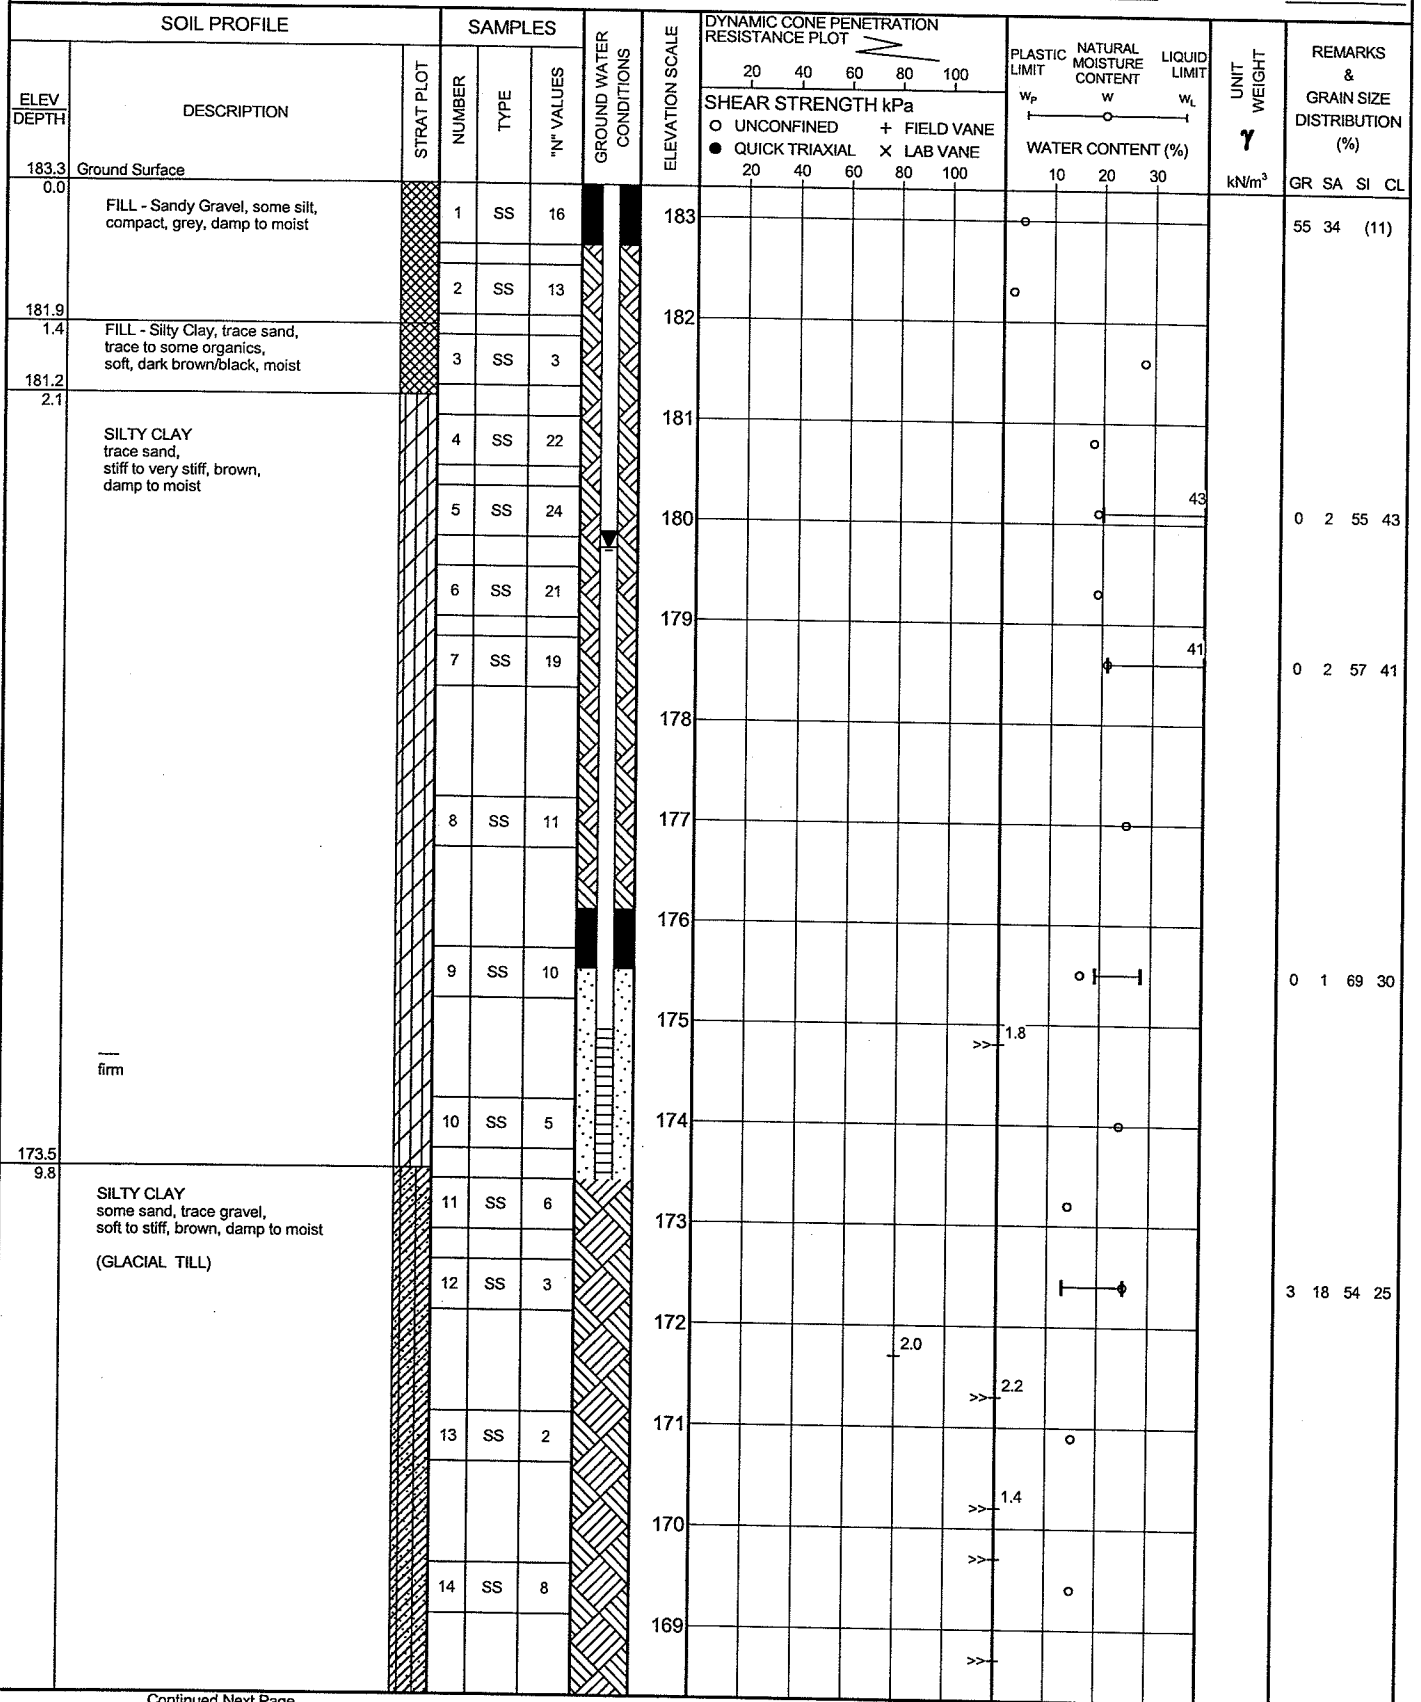 SOIL PROFILE
SAMPLES
GROUND WATER
CONDITIONS
ELEVATION SCALE
DYNAMIC CONE PENETRATION
RESISTANCE PLOT
20 40 60 80 100
SHEAR STRENGTH kPa
O UNCONFINED + FIELD VANE
● QUICK TRIAXIAL X LAB VANE
20 40 60 80 100
PLASTIC LIMIT
NATURAL MOISTURE CONTENT
LIQUID LIMIT
WP W WL
WATER CONTENT (%)
10 20 30
UNIT WEIGHT
γ
kN/m³
REMARKS
&
GRAIN SIZE
DISTRIBUTION
(%)
GR SA SI CL
ELEV
DEPTH
DESCRIPTION
STRAT PLOT
NUMBER
TYPE
"N" VALUES
183.3 Ground Surface
0.0
FILL - Sandy Gravel, some silt,
compact, grey, damp to moist
1 SS 16
183
55 34 (11)
2 SS 13
181.9
182
1.4
FILL - Silty Clay, trace sand,
trace to some organics,
soft, dark brown/black, moist
3 SS 3
181.2
2.1
181
SILTY CLAY
trace sand,
stiff to very stiff, brown,
damp to moist
4 SS 22
43
5 SS 24
180
0 2 55 43
6 SS 21
179
41
7 SS 19
0 2 57 41
178
8 SS 11
177
176
9 SS 10
0 1 69 30
175
>> 1.8
firm
10 SS 5
174
173.5
9.8
SILTY CLAY
some sand, trace gravel,
soft to stiff, brown, damp to moist
(GLACIAL TILL)
11 SS 6
173
12 SS 3
3 18 54 25
172
2.0
>> 2.2
171
13 SS 2
>> 1.4
170
>>
14 SS 8
169
>>
Continued Next Page